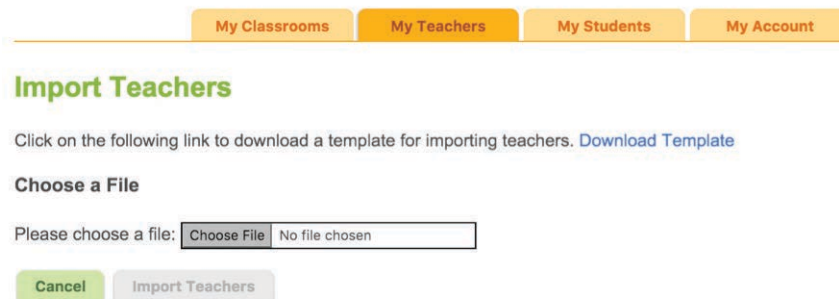 My Classrooms My Teachers My Students My Account
Import Teachers
Click on the following link to download a template for importing teachers. Download Template
Choose a File
Please choose a file: Choose File No file chosen
Cancel Import Teachers